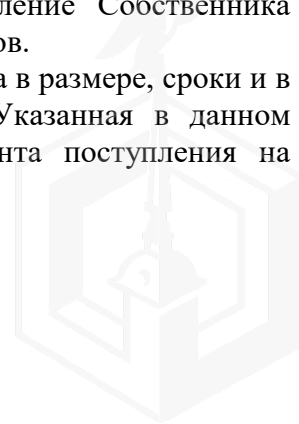 ление Собственника
ов.
а в размере, сроки и в
Указанная в данном
нта поступления на